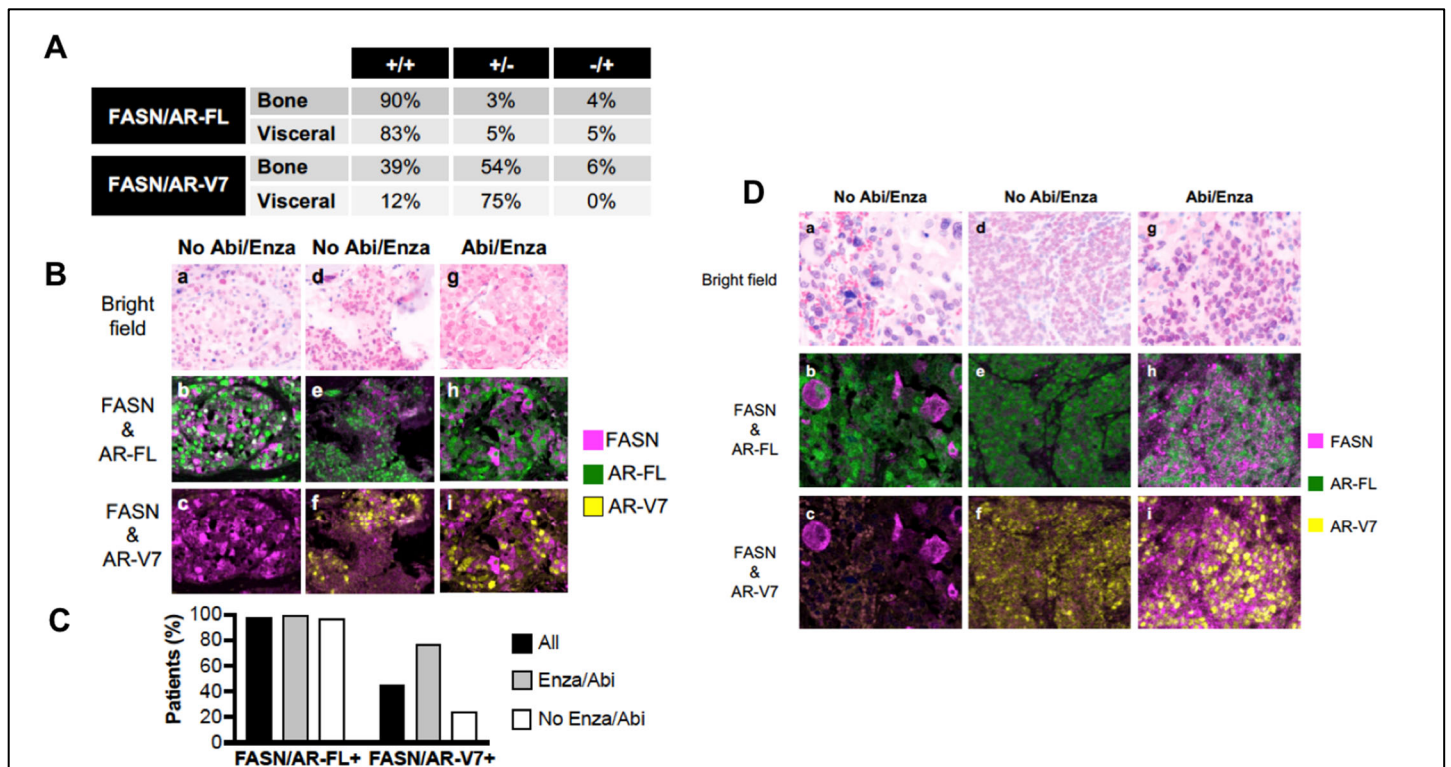 A
+/+ +/- -/+
FASN/AR-FL
Bone 90% 3% 4%
Visceral 83% 5% 5%
FASN/AR-V7
Bone 39% 54% 6%
Visceral 12% 75% 0%
B
No Abi/Enza No Abi/Enza Abi/Enza
Bright
field
a d g
FASN
&
AR-FL
b e h
FASN
&
AR-V7
c f i
FASN
AR-FL
AR-V7
C
Patients (%)
100
80
60
40
20
0
FASN/AR-FL+ FASN/AR-V7+
All
Enza/Abi
No Enza/Abi
D
No Abi/Enza No Abi/Enza Abi/Enza
Bright field
a d g
FASN
&
AR-FL
b e h
FASN
&
AR-V7
c f i
FASN
AR-FL
AR-V7